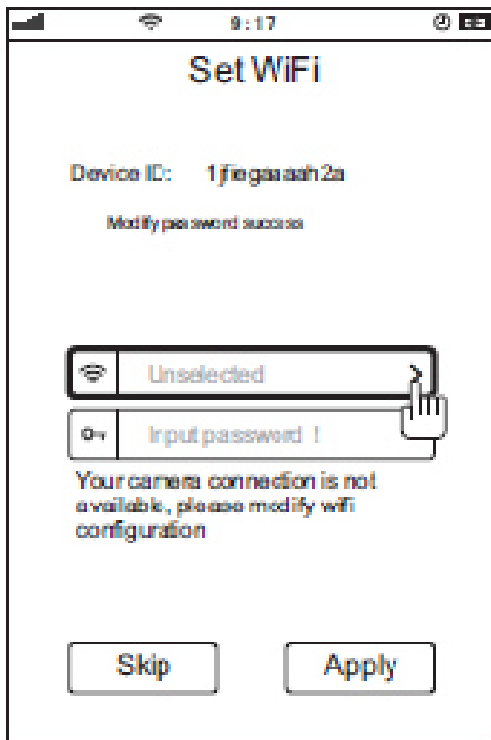 9:17
Set WiFi
Device ID: 1jfiegaaaah2a
Modify password success
Unselected
Input password !
Your camera connection is not
available, please modify wifi
configuration
Skip Apply